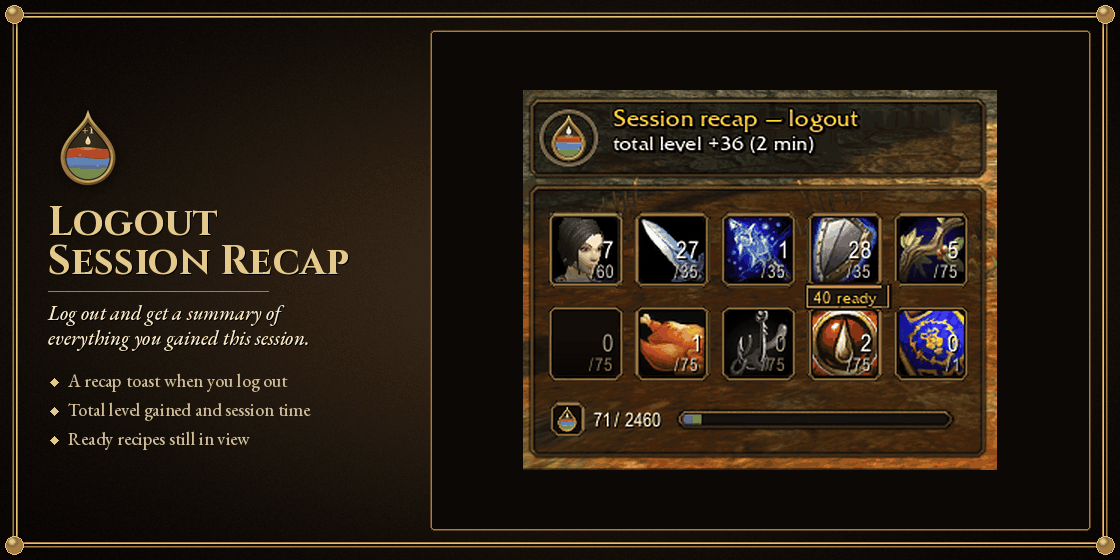 +1
LOGOUT
SESSION RECAP
Log out and get a summary of
everything you gained this session.
A recap toast when you log out
Total level gained and session time
Ready recipes still in view
Session recap – logout
total level +36 (2 min)
7 27 1 28 5
/60 /35 /35 /35 /75
40 ready
0 1 0 2 0
/75 /75 /75 /75 /1
71/ 2460